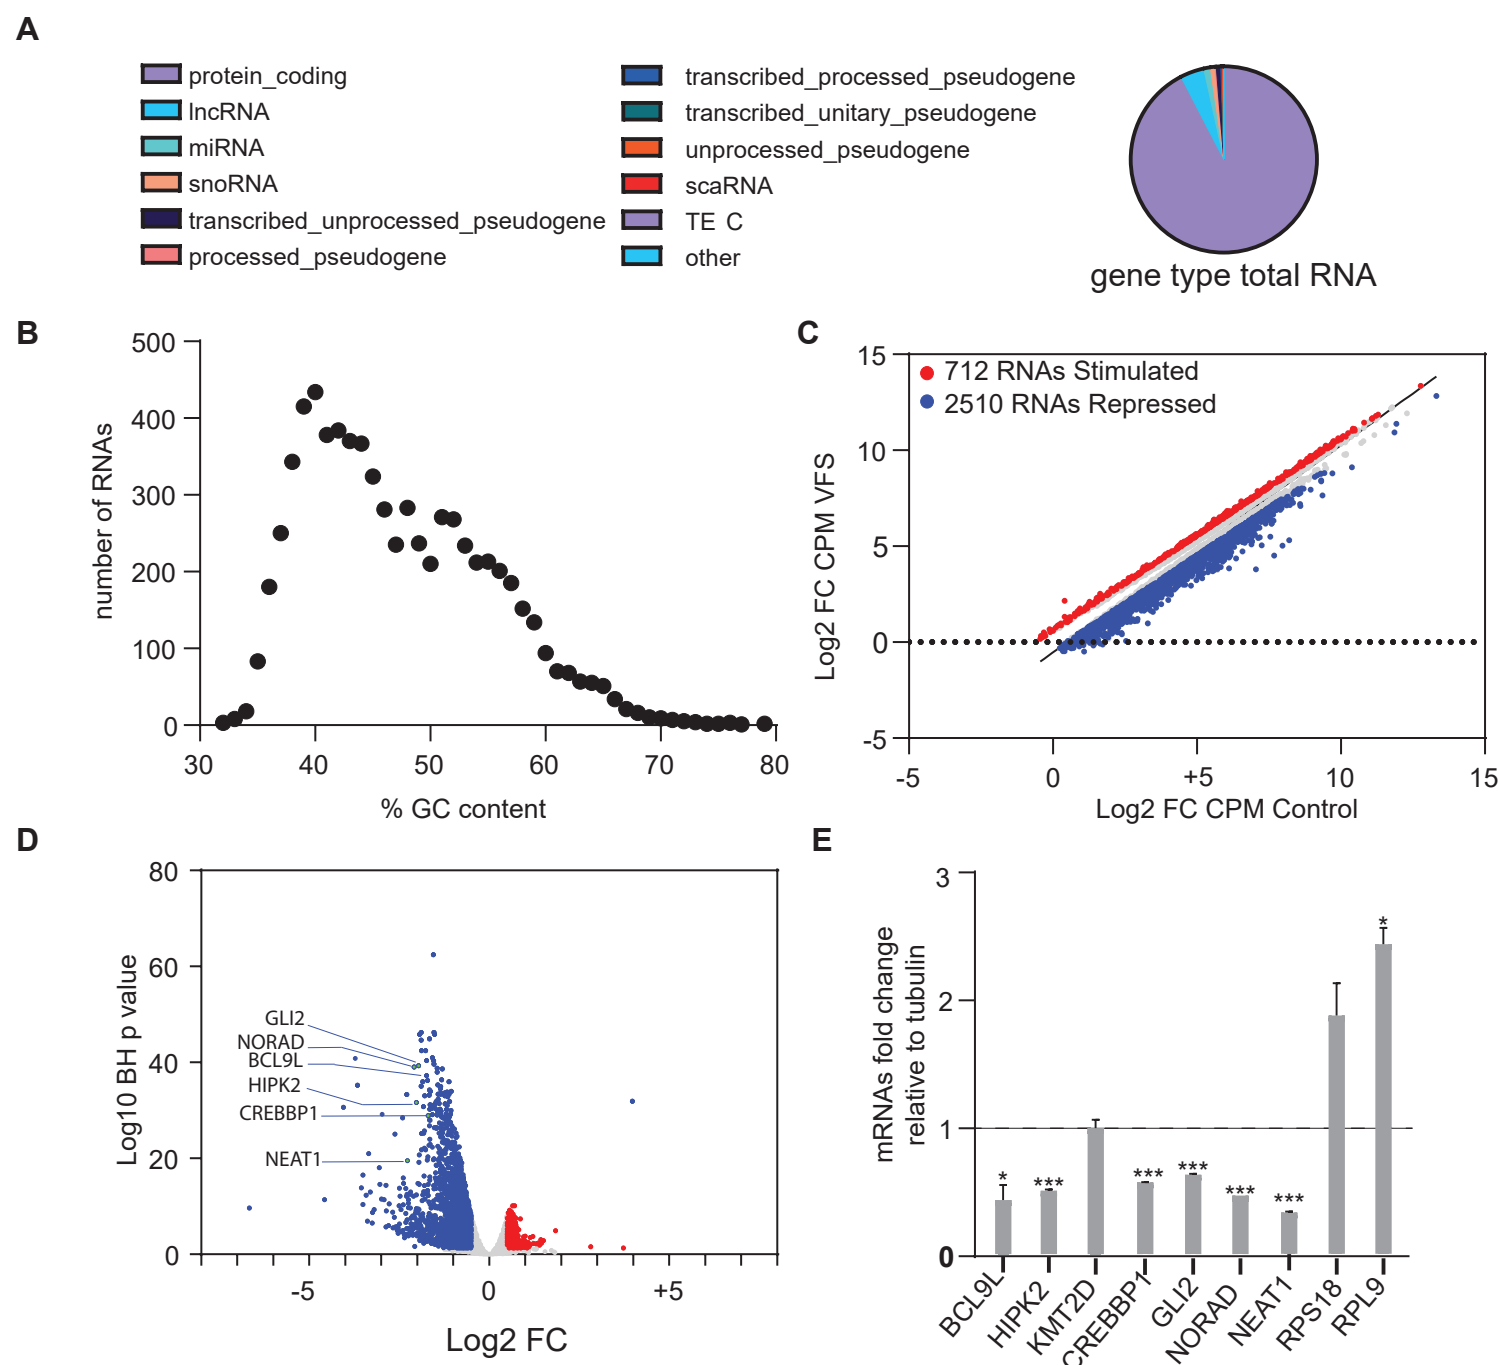 A
protein_coding
lncRNA
miRNA
snoRNA
transcribed_unprocessed_pseudogene
processed_pseudogene
transcribed_processed_pseudogene
transcribed_unitary_pseudogene
unprocessed_pseudogene
scaRNA
TE C
other
gene type total RNA
B
500
400
300
200
100
0
number of RNAs
30 40 50 60 70 80
% GC content
C
15
10
5
0
-5
Log2 FC CPM VFS
712 RNAs Stimulated
2510 RNAs Repressed
-5 0 +5 10 15
Log2 FC CPM Control
D
80
60
40
20
0
Log10 BH p value
GLI2
NORAD
BCL9L
HIPK2
CREBBP1
NEAT1
-5 0 +5
Log2 FC
E
3
2
1
0
mRNAs fold change
relative to tubulin
* *** *** *** *** *** *
BCL9L HIPK2 KMT2D CREBBP1 GLI2 NORAD NEAT1 RPS18 RPL9